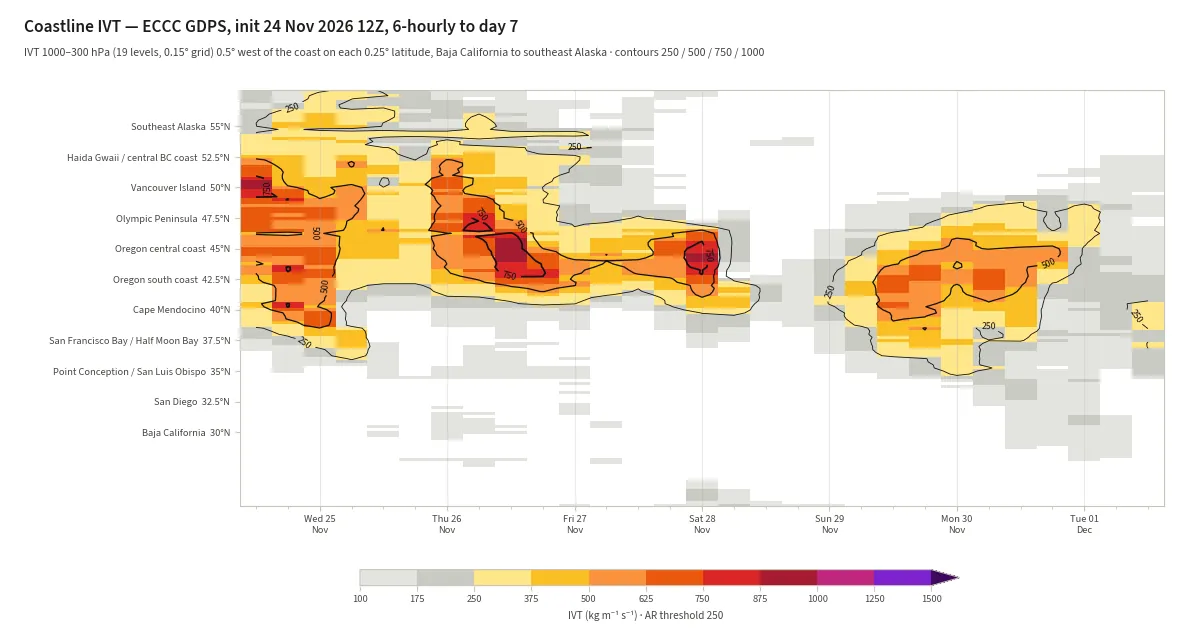 Coastline IVT — ECCC GDPS, init 24 Nov 2026 12Z, 6-hourly to day 7
IVT 1000–300 hPa (19 levels, 0.15° grid) 0.5° west of the coast on each 0.25° latitude, Baja California to southeast Alaska · contours 250 / 500 / 750 / 1000
Southeast Alaska 55°N
Haida Gwaii / central BC coast 52.5°N
Vancouver Island 50°N
Olympic Peninsula 47.5°N
Oregon central coast 45°N
Oregon south coast 42.5°N
Cape Mendocino 40°N
San Francisco Bay / Half Moon Bay 37.5°N
Point Conception / San Luis Obispo 35°N
San Diego 32.5°N
Baja California 30°N
250
250
750
750
500
500
500
750
750
500
250
250
250
250
Wed 25
Nov
Thu 26
Nov
Fri 27
Nov
Sat 28
Nov
Sun 29
Nov
Mon 30
Nov
Tue 01
Dec
100 175 250 375 500 625 750 875 1000 1250 1500
IVT (kg m⁻¹ s⁻¹) · AR threshold 250